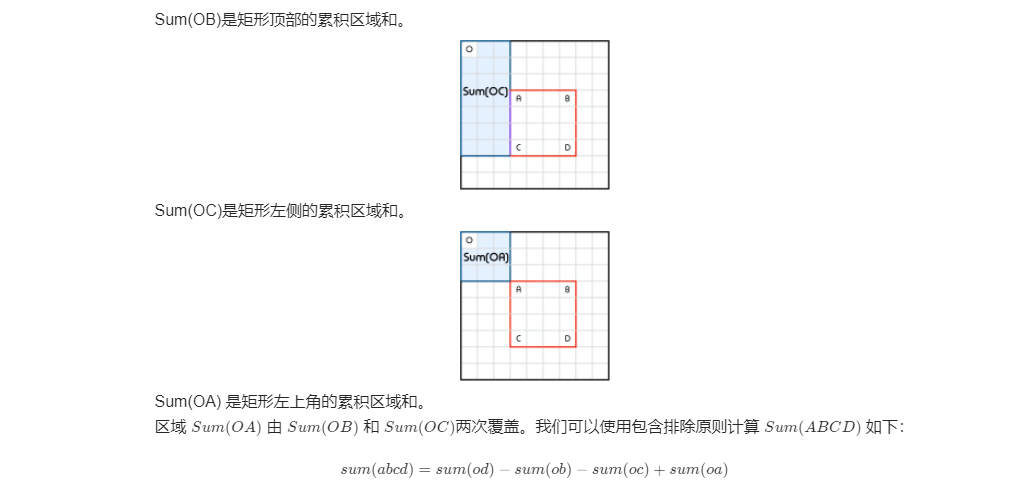 Sum(OB)是矩形顶部的累积区域和。
O
Sum(OC)
A B
C D
Sum(OC)是矩形左侧的累积区域和。
O
Sum(OA)
A B
C D
Sum(OA) 是矩形左上角的累积区域和。
区域 Sum(OA) 由 Sum(OB) 和 Sum(OC)两次覆盖。我们可以使用包含排除原则计算 Sum(ABCD) 如下：
sum(abcd) = sum(od) − sum(ob) − sum(oc) + sum(oa)